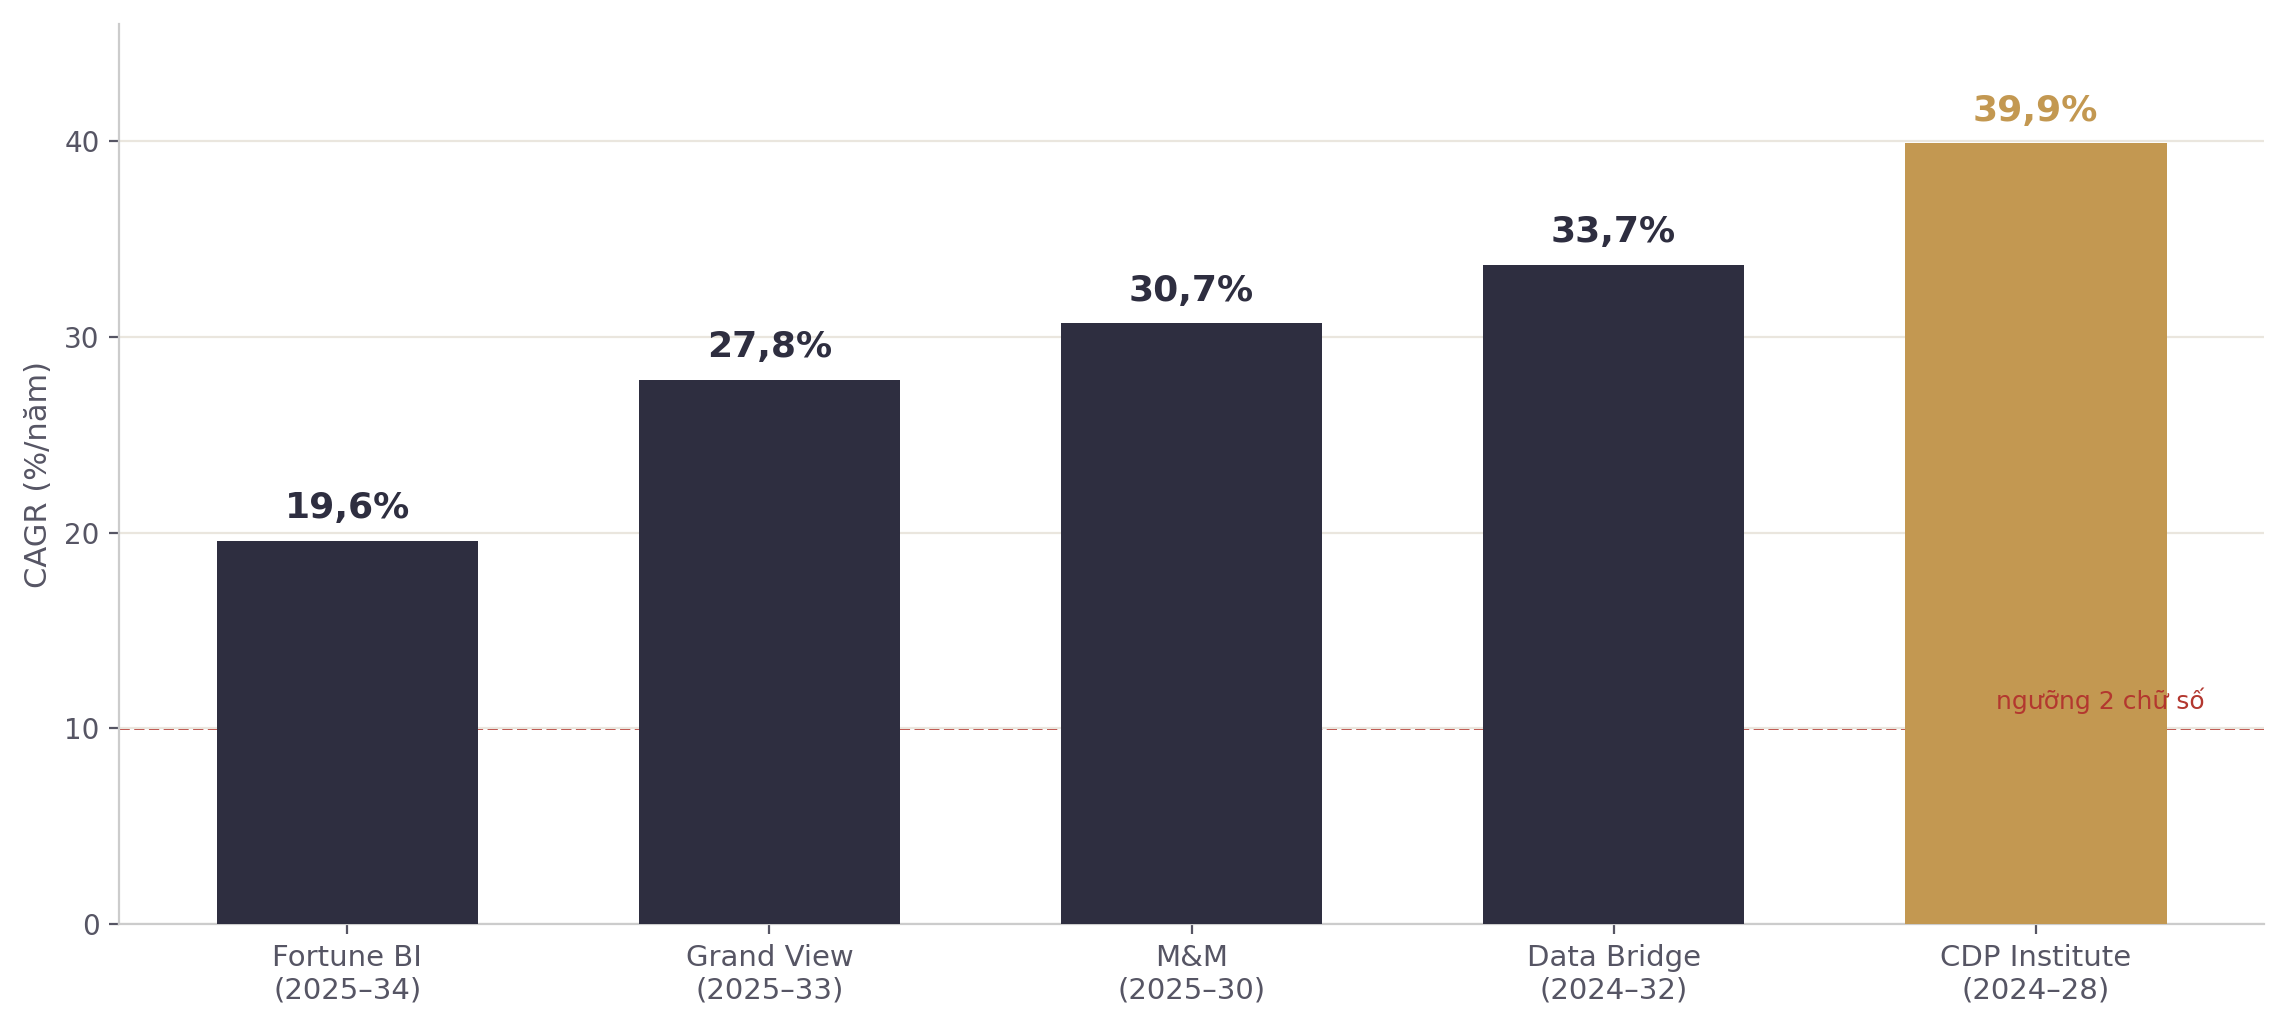 CAGR (%/năm)
40
30
20
10
0
19,6%
27,8%
30,7%
33,7%
39,9%
ngưỡng 2 chữ số
Fortune BI
(2025–34)
Grand View
(2025–33)
M&M
(2025–30)
Data Bridge
(2024–32)
CDP Institute
(2024–28)